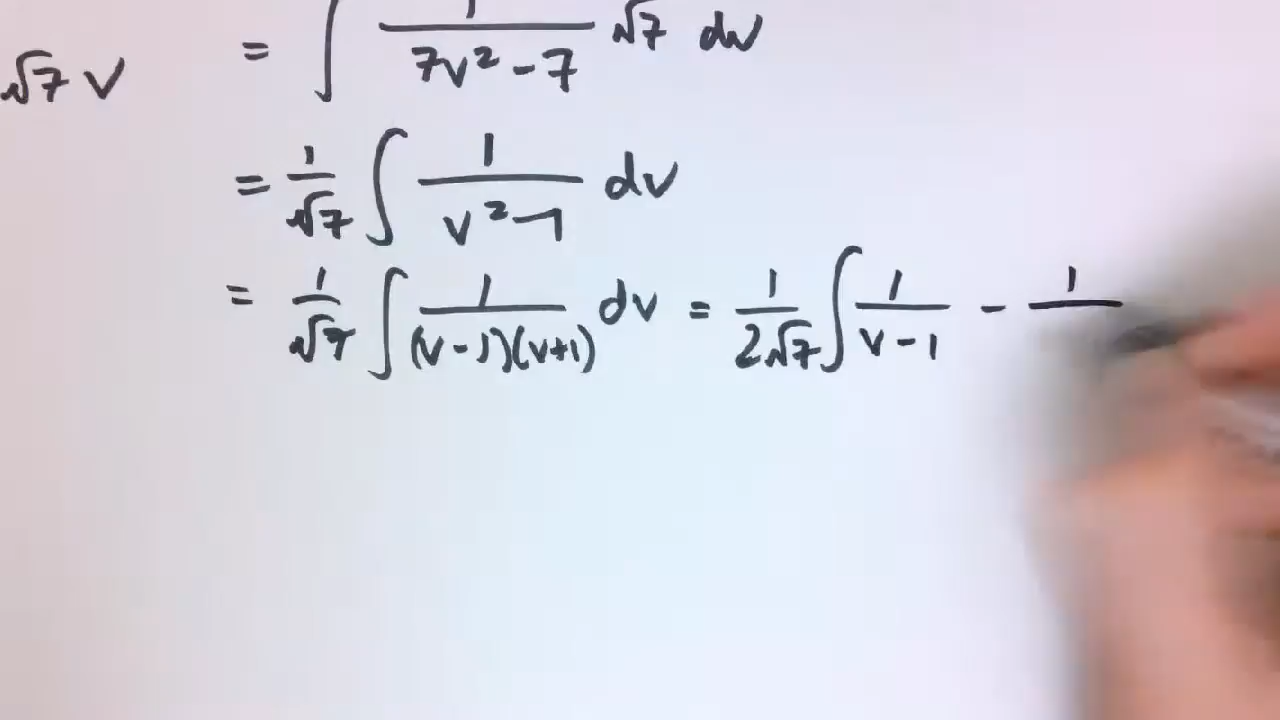 √7 v = ∫ 1/(7v² - 7) √7 dv
= 1/√7 ∫ 1/(v² - 1) dv
= 1/√7 ∫ 1/((v - 1)(v + 1)) dv = 1/(2√7) ∫ 1/(v - 1) - 1/